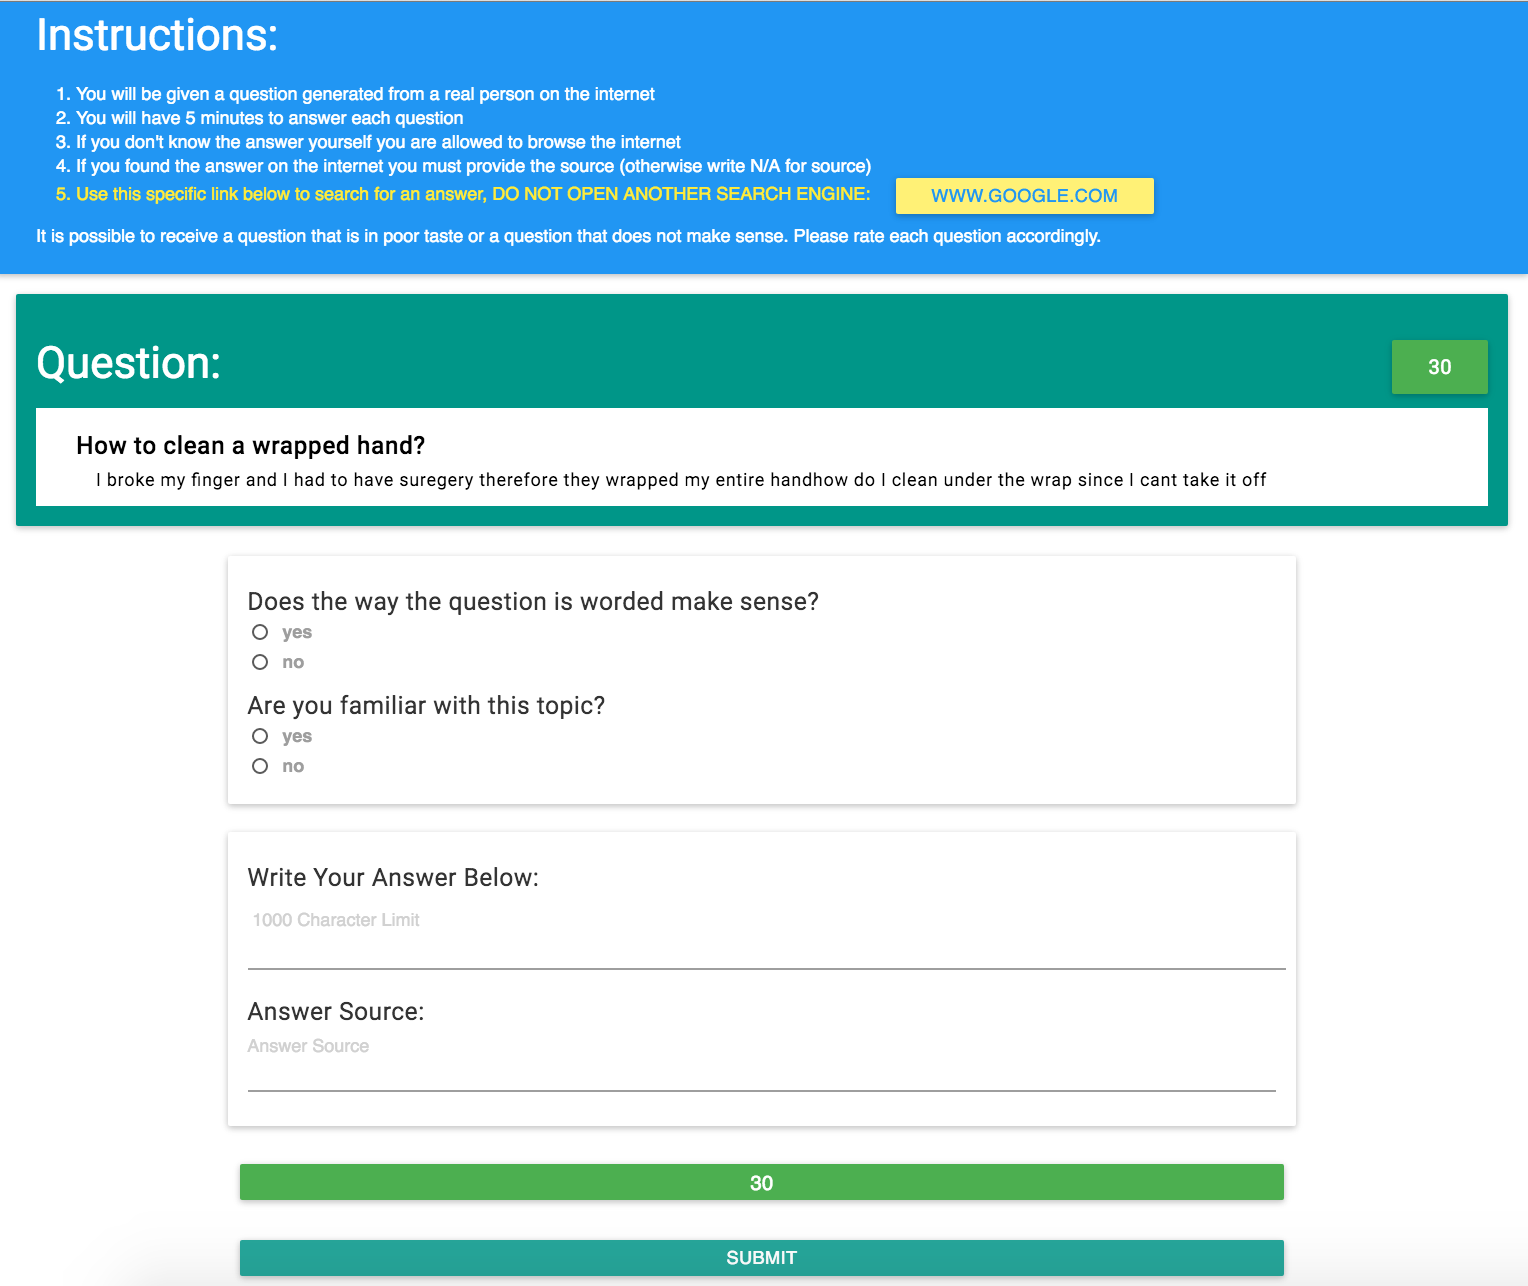 Instructions:
1. You will be given a question generated from a real person on the internet
2. You will have 5 minutes to answer each question
3. If you don't know the answer yourself you are allowed to browse the internet
4. If you found the answer on the internet you must provide the source (otherwise write N/A for source)
5. Use this specific link below to search for an answer, DO NOT OPEN ANOTHER SEARCH ENGINE: WWW.GOOGLE.COM
It is possible to receive a question that is in poor taste or a question that does not make sense. Please rate each question accordingly.
Question: 30
How to clean a wrapped hand?
I broke my finger and I had to have suregery therefore they wrapped my entire handhow do I clean under the wrap since I cant take it off
Does the way the question is worded make sense?
yes
no
Are you familiar with this topic?
yes
no
Write Your Answer Below:
1000 Character Limit
Answer Source:
Answer Source
30
SUBMIT